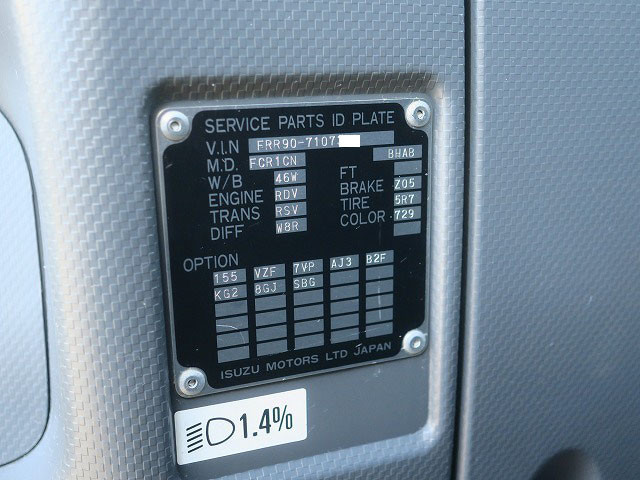 SERVICE PARTS ID PLATE
V.I.N FRR90-7107
M.D. FCR1CN BHAB
W/B 46W FT
ENGINE RDV BRAKE Z05
TRANS RSV TIRE 5R7
DIFF W8R COLOR 729
OPTION 155 VZF 7VP AJ3 B2F
KG2 8GJ SBG
ISUZU MOTORS LTD JAPAN
1.4%